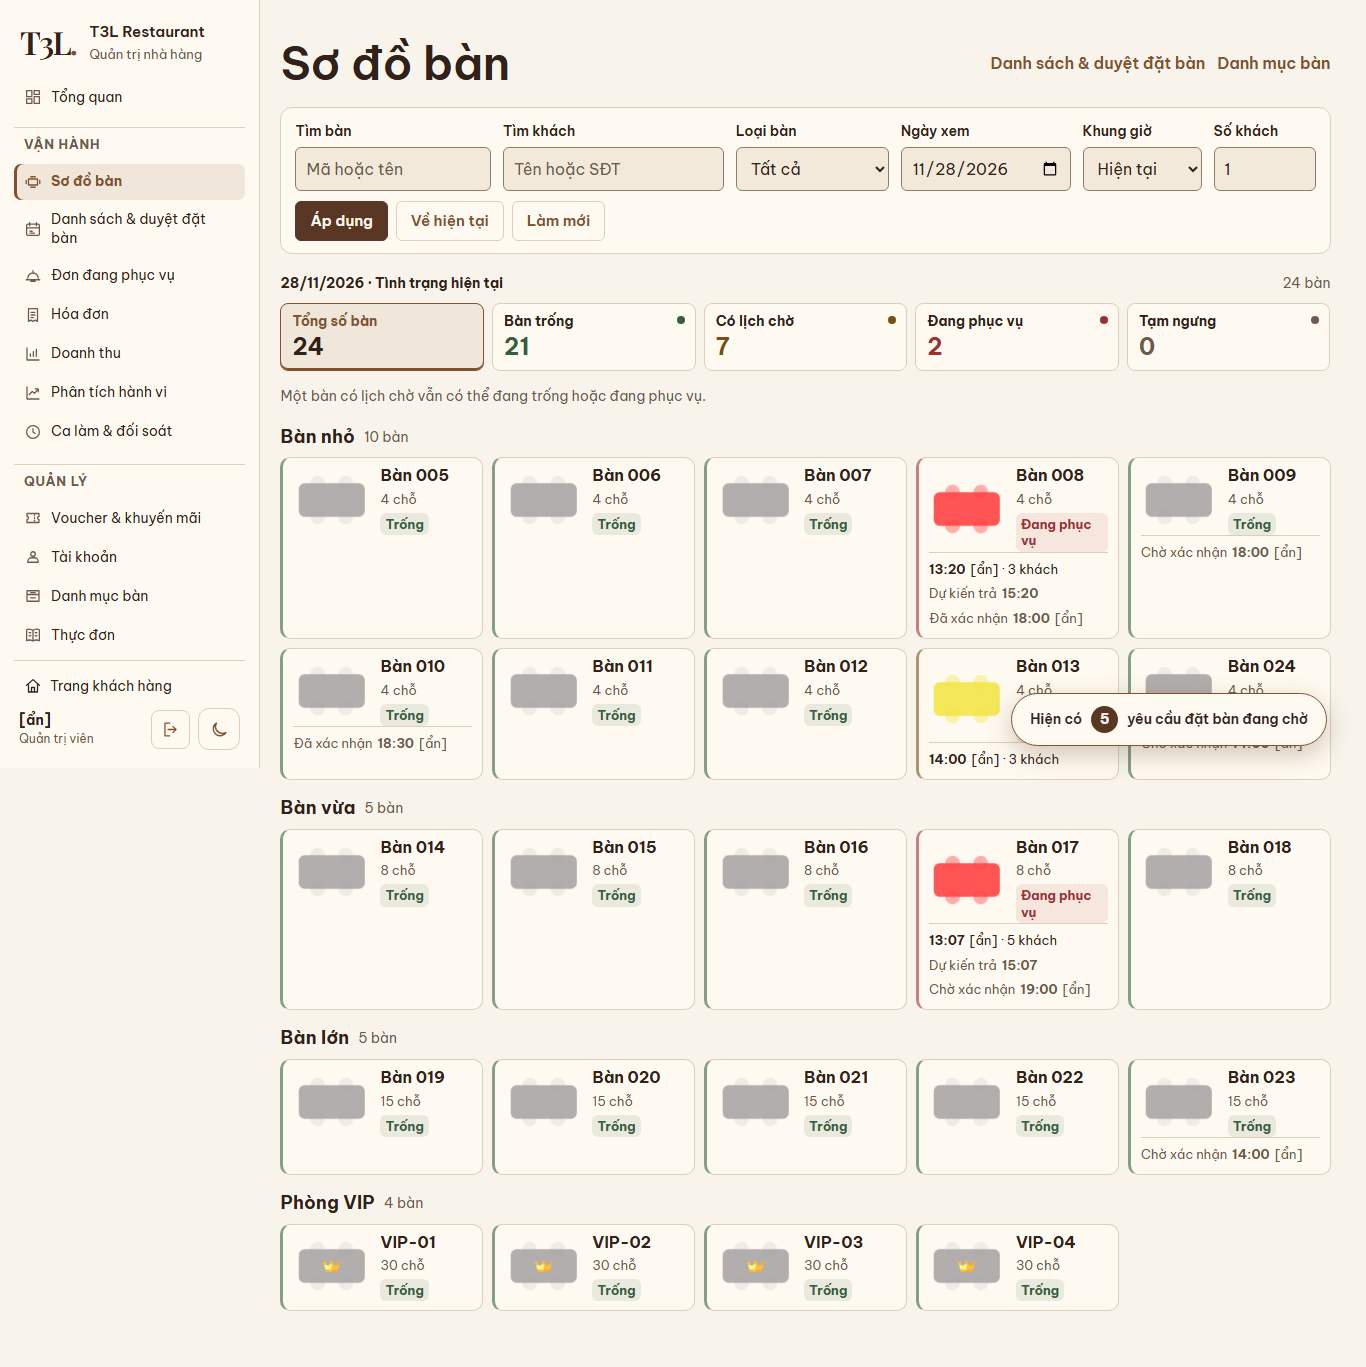 T3L.
T3L Restaurant
Quản trị nhà hàng
Tổng quan
VẬN HÀNH
Sơ đồ bàn
Danh sách & duyệt đặt
bàn
Đơn đang phục vụ
Hóa đơn
Doanh thu
Phân tích hành vi
Ca làm & đối soát
QUẢN LÝ
Voucher & khuyến mãi
Tài khoản
Danh mục bàn
Thực đơn
Trang khách hàng
[ẩn]
Quản trị viên
Sơ đồ bàn
Danh sách & duyệt đặt bàn Danh mục bàn
Tìm bàn Tìm khách Loại bàn Ngày xem Khung giờ Số khách
Mã hoặc tên Tên hoặc SĐT Tất cả 11/28/2026 Hiện tại 1
Áp dụng Về hiện tại Làm mới
28/11/2026 · Tình trạng hiện tại 24 bàn
Tổng số bàn Bàn trống Có lịch chờ Đang phục vụ Tạm ngưng
24 21 7 2 0
Một bàn có lịch chờ vẫn có thể đang trống hoặc đang phục vụ.
Bàn nhỏ 10 bàn
Bàn 005
4 chỗ
Trống
Bàn 006
4 chỗ
Trống
Bàn 007
4 chỗ
Trống
Bàn 008
4 chỗ
Đang phục
vụ
13:20 [ẩn] · 3 khách
Dự kiến trả 15:20
Đã xác nhận 18:00 [ẩn]
Bàn 009
4 chỗ
Trống
Chờ xác nhận 18:00 [ẩn]
Bàn 010
4 chỗ
Trống
Đã xác nhận 18:30 [ẩn]
Bàn 011
4 chỗ
Trống
Bàn 012
4 chỗ
Trống
Bàn 013
4 chỗ
14:00 [ẩn] · 3 khách
Bàn 024
4 chỗ
Hiện có 5 yêu cầu đặt bàn đang chờ
Bàn vừa 5 bàn
Bàn 014
8 chỗ
Trống
Bàn 015
8 chỗ
Trống
Bàn 016
8 chỗ
Trống
Bàn 017
8 chỗ
Đang phục
vụ
13:07 [ẩn] · 5 khách
Dự kiến trả 15:07
Chờ xác nhận 19:00 [ẩn]
Bàn 018
8 chỗ
Trống
Bàn lớn 5 bàn
Bàn 019
15 chỗ
Trống
Bàn 020
15 chỗ
Trống
Bàn 021
15 chỗ
Trống
Bàn 022
15 chỗ
Trống
Bàn 023
15 chỗ
Trống
Chờ xác nhận 14:00 [ẩn]
Phòng VIP 4 bàn
VIP-01
30 chỗ
Trống
VIP-02
30 chỗ
Trống
VIP-03
30 chỗ
Trống
VIP-04
30 chỗ
Trống